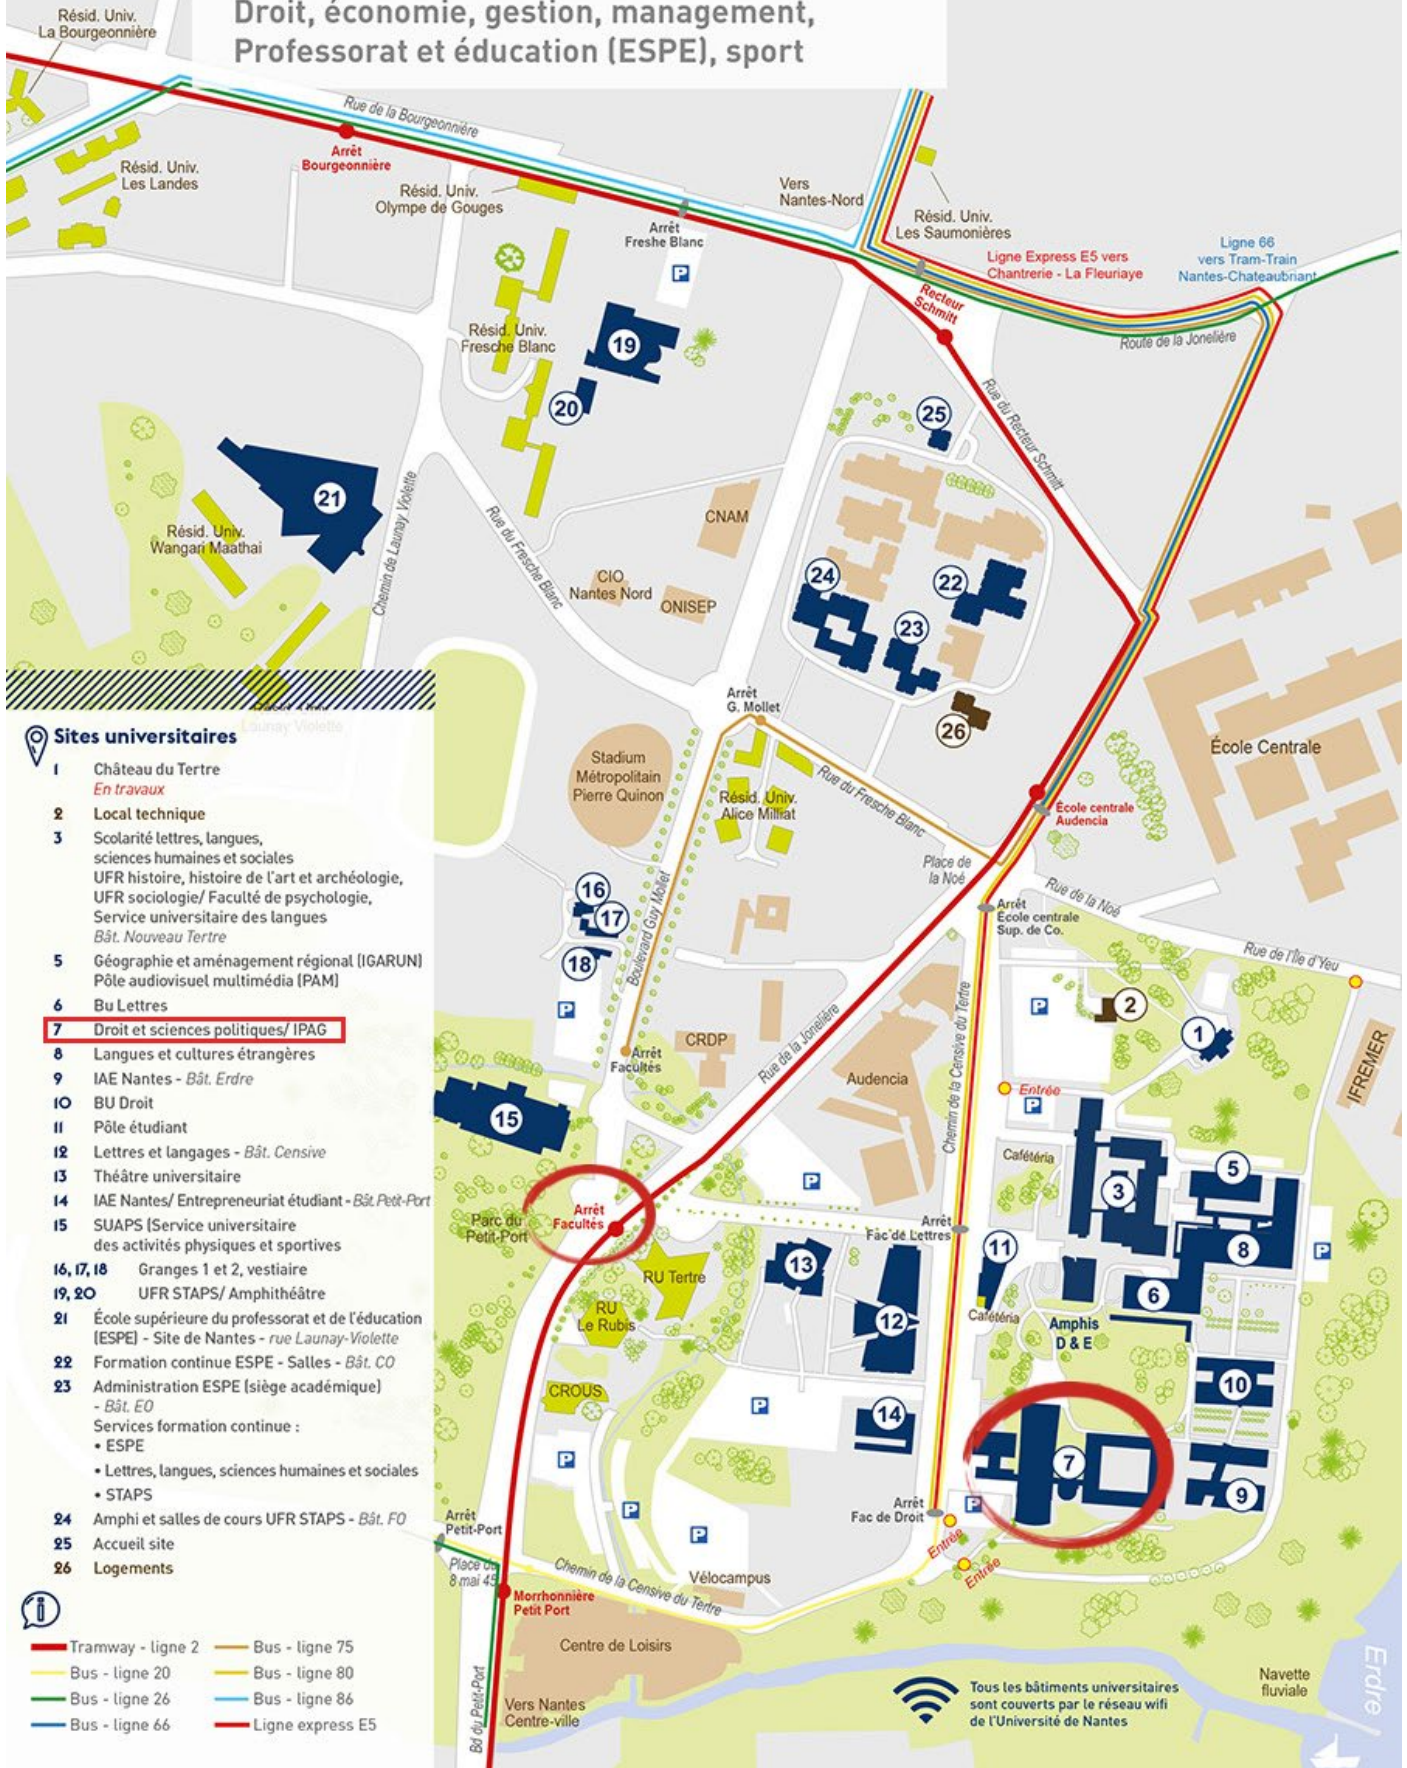 Droit, économie, gestion, management,
Professorat et éducation (ESPE), sport
Résid. Univ.
La Bourgeonnière
Rue de la Bourgeonnière
Arrêt
Bourgeonnière
Résid. Univ.
Les Landes
Résid. Univ.
Olympe de Gouges
Arrêt
Freshe Blanc
P
Vers
Nantes-Nord
Résid. Univ.
Les Saumonières
Ligne Express E5 vers
Chantrerie - La Fleuriaye
Ligne 66
vers Tram-Train
Nantes-Chateaubriant
Recteur
Schmitt
Route de la Jonelière
Résid. Univ.
Fresche Blanc
19
20
25
Rue du Recteur Schmitt
21
Résid. Univ.
Wangari Maathai
Chemin de Launay Violette
Rue du Fresche Blanc
CNAM
CIO
Nantes Nord
ONISEP
24
22
23
26
École Centrale
Arrêt
G. Mollet
Stadium
Métropolitain
Pierre Quinon
Résid. Univ.
Alice Milliat
Rue du Fresche Blanc
École centrale
Audencia
Place de
la Noé
Rue de la Noé
Arrêt
École centrale
Sup. de Co.
Rue de l'Île d'Yeu
16
17
18
P
Boulevard Guy Mollet
Arrêt
Facultés
CRDP
Rue de la Jonelière
Audencia
Chemin de la Censive du Tertre
P
2
1
IFREMER
Entrée
P
Cafétéria
15
Parc du
Petit-Port
Arrêt
Facultés
P
3
5
8
P
Arrêt
Fac de Lettres
11
6
Cafétéria
Amphis
D & E
RU Tertre
RU
Le Rubis
13
12
CROUS
P
14
10
7
9
P
P
P
P
Arrêt
Fac de Droit
Entrée
Entrée
Arrêt
Petit-Port
Place du
8 mai 45
Morrhonnière
Petit Port
Chemin de la Censive du Tertre
Vélocampus
Centre de Loisirs
Bd du Petit-Port
Vers Nantes
Centre-ville
Tous les bâtiments universitaires
sont couverts par le réseau wifi
de l'Université de Nantes
Navette
fluviale
Erdre
Launay Violette
Sites universitaires
1 Château du Tertre
En travaux
2 Local technique
3 Scolarité lettres, langues,
sciences humaines et sociales
UFR histoire, histoire de l'art et archéologie,
UFR sociologie/ Faculté de psychologie,
Service universitaire des langues
Bât. Nouveau Tertre
5 Géographie et aménagement régional (IGARUN)
Pôle audiovisuel multimédia (PAM)
6 Bu Lettres
7 Droit et sciences politiques/ IPAG
8 Langues et cultures étrangères
9 IAE Nantes - Bât. Erdre
10 BU Droit
11 Pôle étudiant
12 Lettres et langages - Bât. Censive
13 Théâtre universitaire
14 IAE Nantes/ Entrepreneuriat étudiant - Bât. Petit-Port
15 SUAPS (Service universitaire
des activités physiques et sportives
16, 17, 18 Granges 1 et 2, vestiaire
19, 20 UFR STAPS/ Amphithéâtre
21 École supérieure du professorat et de l'éducation
(ESPE) - Site de Nantes - rue Launay-Violette
22 Formation continue ESPE - Salles - Bât. CO
23 Administration ESPE (siège académique)
- Bât. EO
Services formation continue :
• ESPE
• Lettres, langues, sciences humaines et sociales
• STAPS
24 Amphi et salles de cours UFR STAPS - Bât. FO
25 Accueil site
26 Logements
Tramway - ligne 2
Bus - ligne 20
Bus - ligne 26
Bus - ligne 66
Bus - ligne 75
Bus - ligne 80
Bus - ligne 86
Ligne express E5